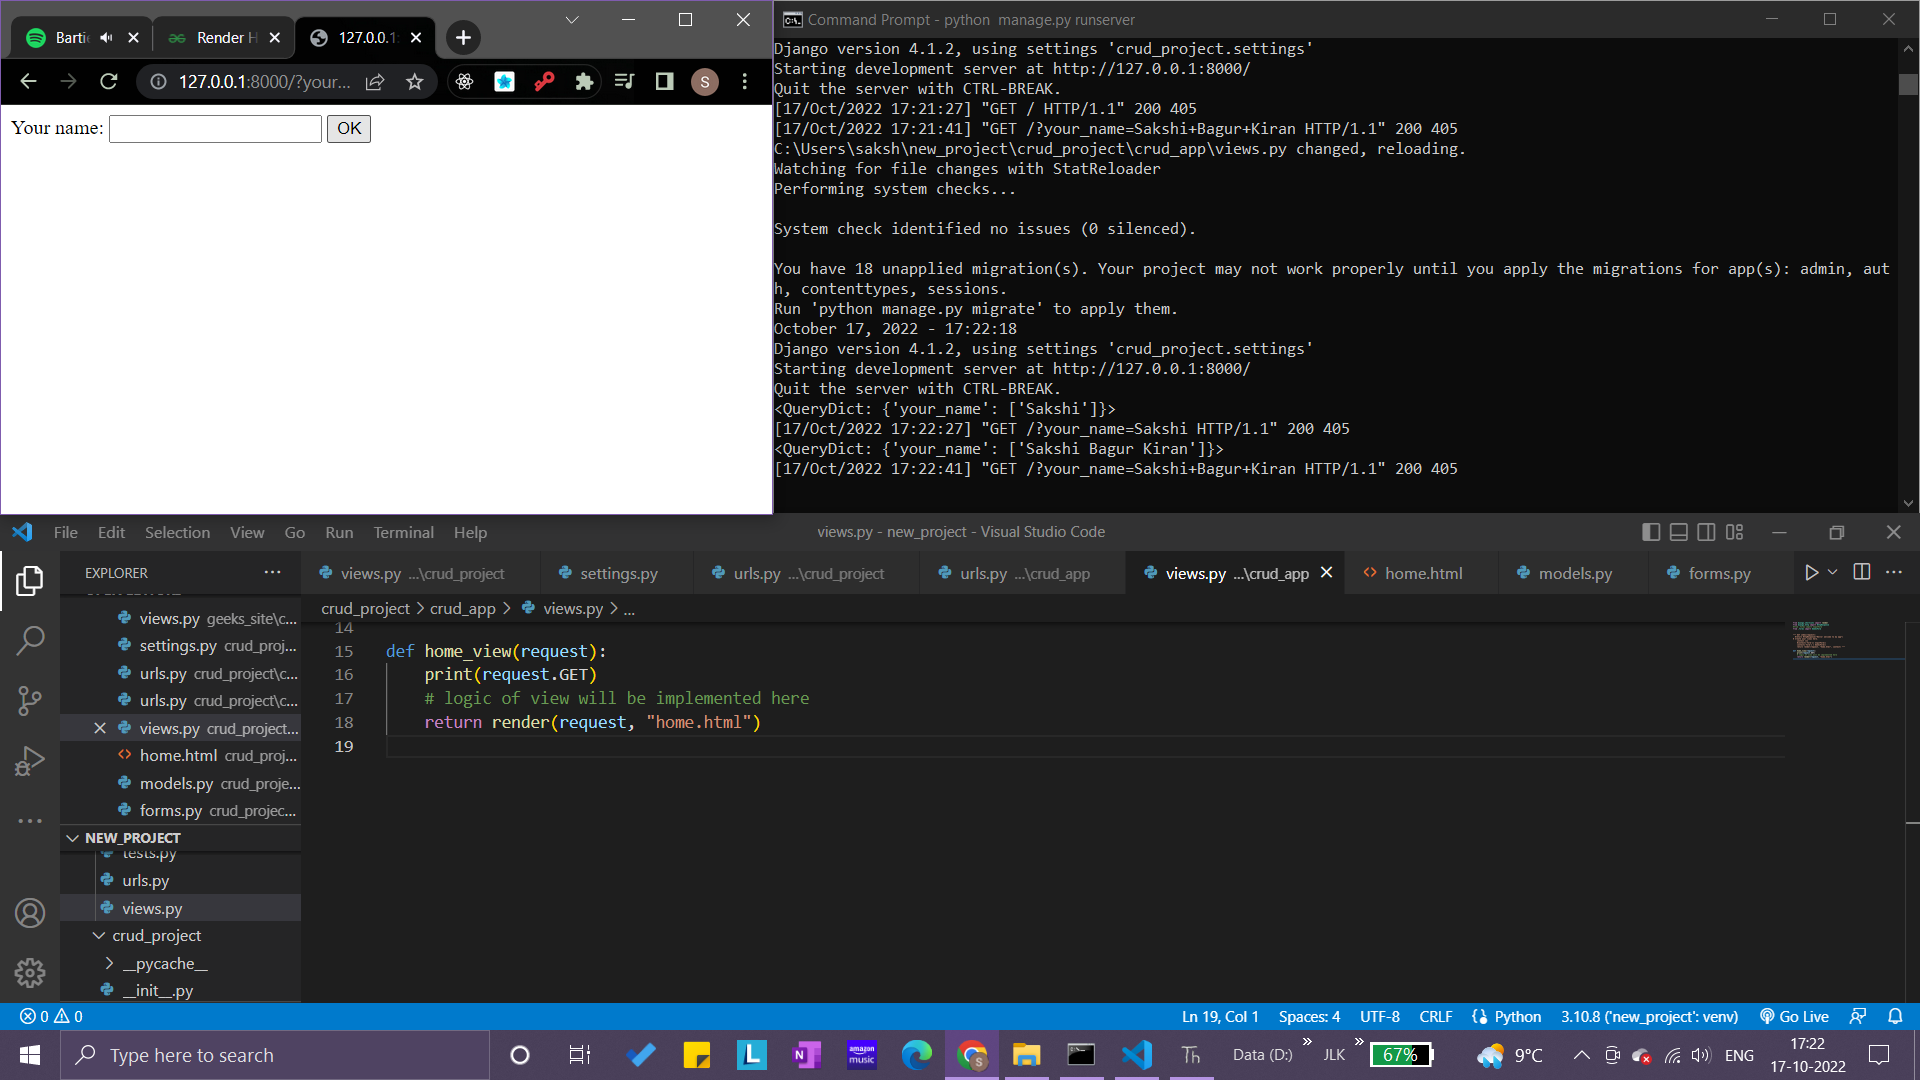 Barti
Render H
127.0.0.1:
127.0.0.1:8000/?your...
S
Your name: OK
Command Prompt - python  manage.py runserver
Django version 4.1.2, using settings 'crud_project.settings'
Starting development server at http://127.0.0.1:8000/
Quit the server with CTRL-BREAK.
[17/Oct/2022 17:21:27] "GET / HTTP/1.1" 200 405
[17/Oct/2022 17:21:41] "GET /?your_name=Sakshi+Bagur+Kiran HTTP/1.1" 200 405
C:\Users\saksh\new_project\crud_project\crud_app\views.py changed, reloading.
Watching for file changes with StatReloader
Performing system checks...
System check identified no issues (0 silenced).
You have 18 unapplied migration(s). Your project may not work properly until you apply the migrations for app(s): admin, aut
h, contenttypes, sessions.
Run 'python manage.py migrate' to apply them.
October 17, 2022 - 17:22:18
Django version 4.1.2, using settings 'crud_project.settings'
Starting development server at http://127.0.0.1:8000/
Quit the server with CTRL-BREAK.
<QueryDict: {'your_name': ['Sakshi']}>
[17/Oct/2022 17:22:27] "GET /?your_name=Sakshi HTTP/1.1" 200 405
<QueryDict: {'your_name': ['Sakshi Bagur Kiran']}>
[17/Oct/2022 17:22:41] "GET /?your_name=Sakshi+Bagur+Kiran HTTP/1.1" 200 405
File Edit Selection View Go Run Terminal Help
views.py - new_project - Visual Studio Code
EXPLORER ...
views.py ...\crud_project
settings.py
urls.py ...\crud_project
urls.py ...\crud_app
views.py ...\crud_app
home.html
models.py
forms.py
crud_project > crud_app > views.py > ...
views.py geeks_site\c...
settings.py crud_proj...
urls.py crud_project\c...
urls.py crud_project\c...
views.py crud_project...
home.html crud_proj...
models.py crud_proje...
forms.py crud_projec...
NEW_PROJECT
tests.py
urls.py
views.py
crud_project
__pycache__
__init__.py
14
15 def home_view(request):
16 print(request.GET)
17 # logic of view will be implemented here
18 return render(request, "home.html")
19
0 0
Ln 19, Col 1
Spaces: 4
UTF-8
CRLF
Python
3.10.8 ('new_project': venv)
Go Live
Type here to search
L
N
amazon music
S
Th
Data (D:) »
JLK »
67%
9°C
ENG
17:22
17-10-2022